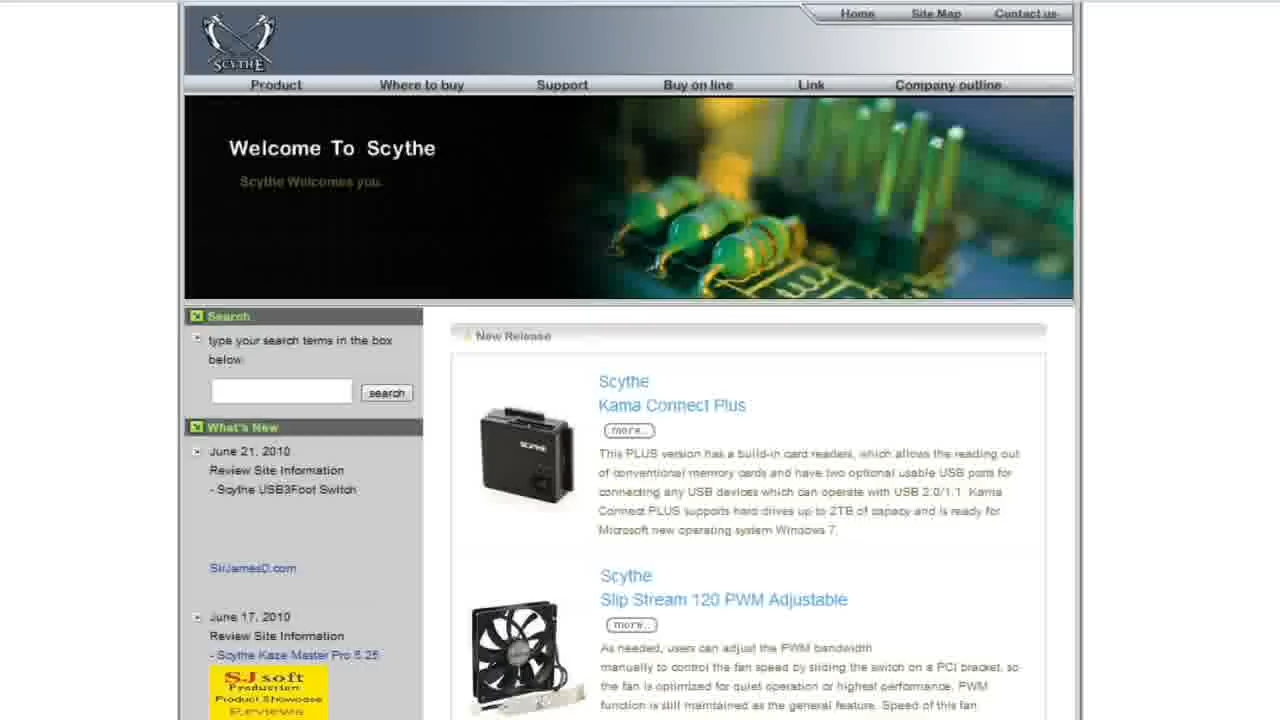 SCYTHE
Home
Site Map
Contact us
Product
Where to buy
Support
Buy on line
Link
Company outline
Welcome To Scythe
Scythe Welcomes you.
Search
type your search terms in the box
below:
search
What's New
June 21, 2010
Review Site Information
- Scythe USB3Foot Switch
SirJamesD.com
June 17, 2010
Review Site Information
- Scythe Kaze Master Pro 5.25
SJ soft
Production
Product Showcase
Reviews
New Release
SCYTHE
Scythe
Kama Connect Plus
more..
This PLUS version has a build-in card readers, which allows the reading out
of conventional memory cards and have two optional usable USB ports for
connecting any USB devices which can operate with USB 2.0/1.1. Kama
Connect PLUS supports hard drives up to 2TB of capacy and is ready for
Microsoft new operating system Windows 7.
Scythe
Slip Stream 120 PWM Adjustable
more..
As needed, users can adjust the PWM bandwidth
manually to control the fan speed by sliding the switch on a PCI bracket, so
the fan is optimized for quiet operation or highest performance. PWM
function is still maintained as the general feature. Speed of this fan